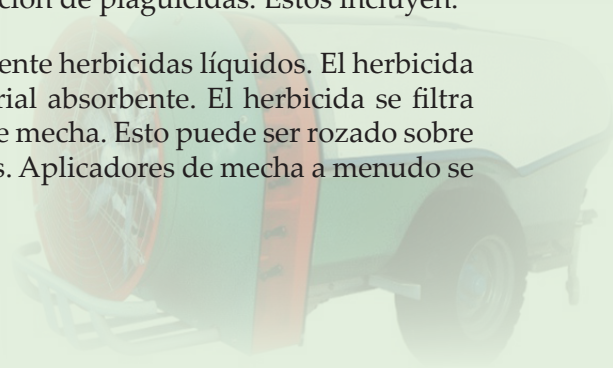 ción de plaguicidas. Estos incluyen:
ente herbicidas líquidos. El herbicida
rial absorbente. El herbicida se filtra
e mecha. Esto puede ser rozado sobre
s. Aplicadores de mecha a menudo se